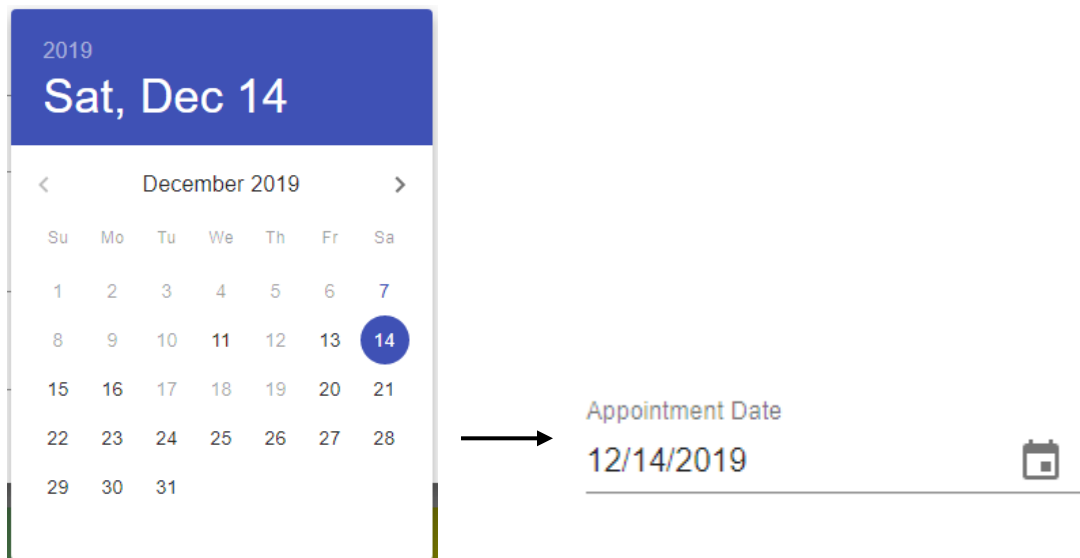 2019
Sat, Dec 14
December 2019
Su Mo Tu We Th Fr Sa
1 2 3 4 5 6 7
8 9 10 11 12 13 14
15 16 17 18 19 20 21
22 23 24 25 26 27 28
29 30 31
Appointment Date
12/14/2019